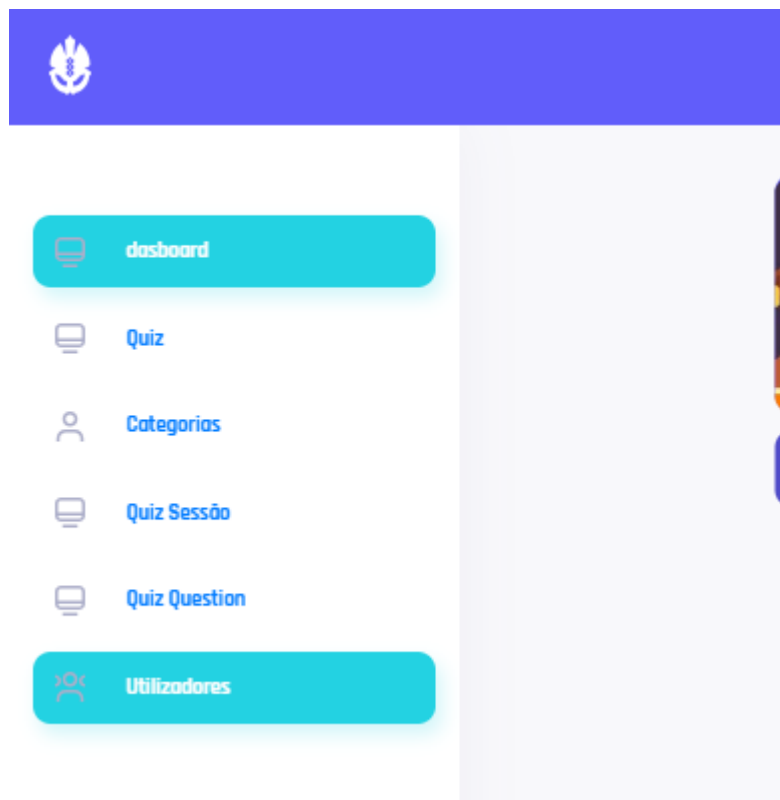 dasboard
Quiz
Categorias
Quiz Sessão
Quiz Question
Utilizadores